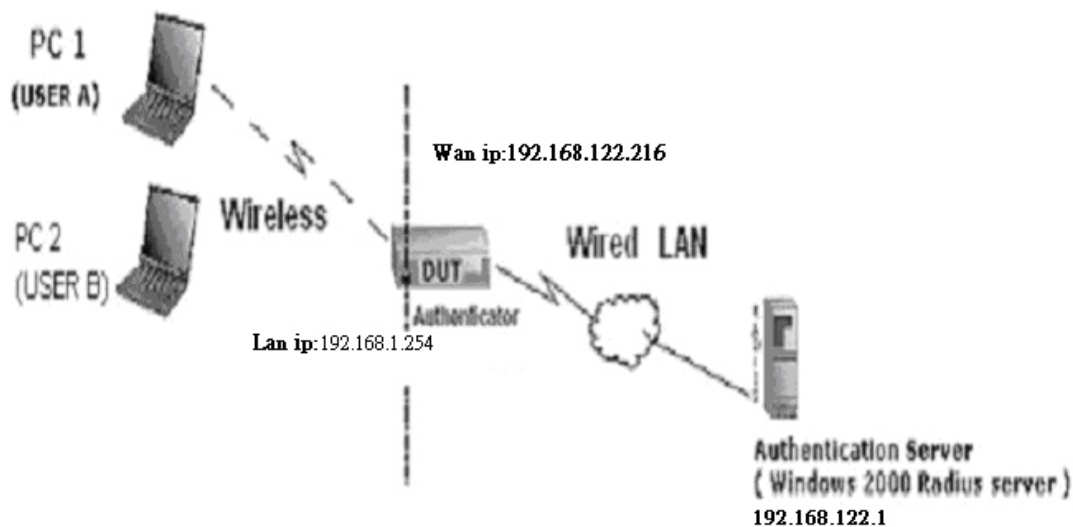 PC 1
(USER A)
Wan ip:192.168.122.216
Wireless
PC 2
(USER B)
Wired LAN
DUT
Authenticator
Lan ip:192.168.1.254
Authentication Server
( Windows 2000 Radius server )
192.168.122.1